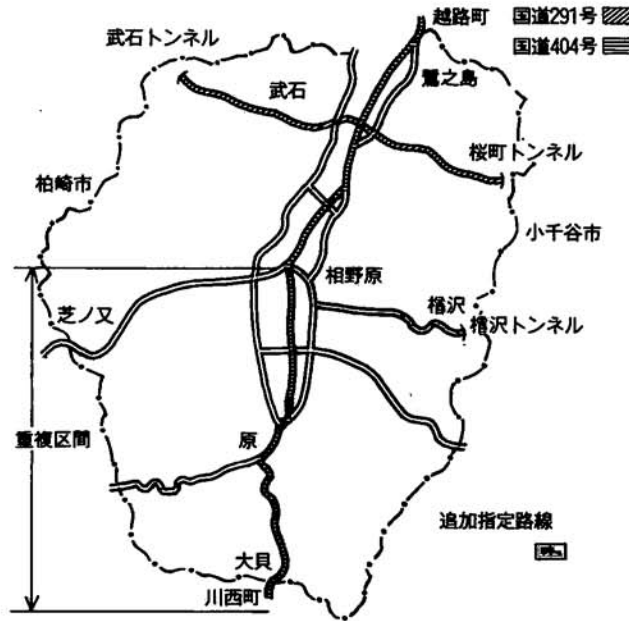 越路町
国道291号
国道404号
武石トンネル
武石
鷺之島
桜町トンネル
柏崎市
小千谷市
相野原
楢沢
楢沢トンネル
芝ノ又
重複区間
原
追加指定路線
大貝
川西町